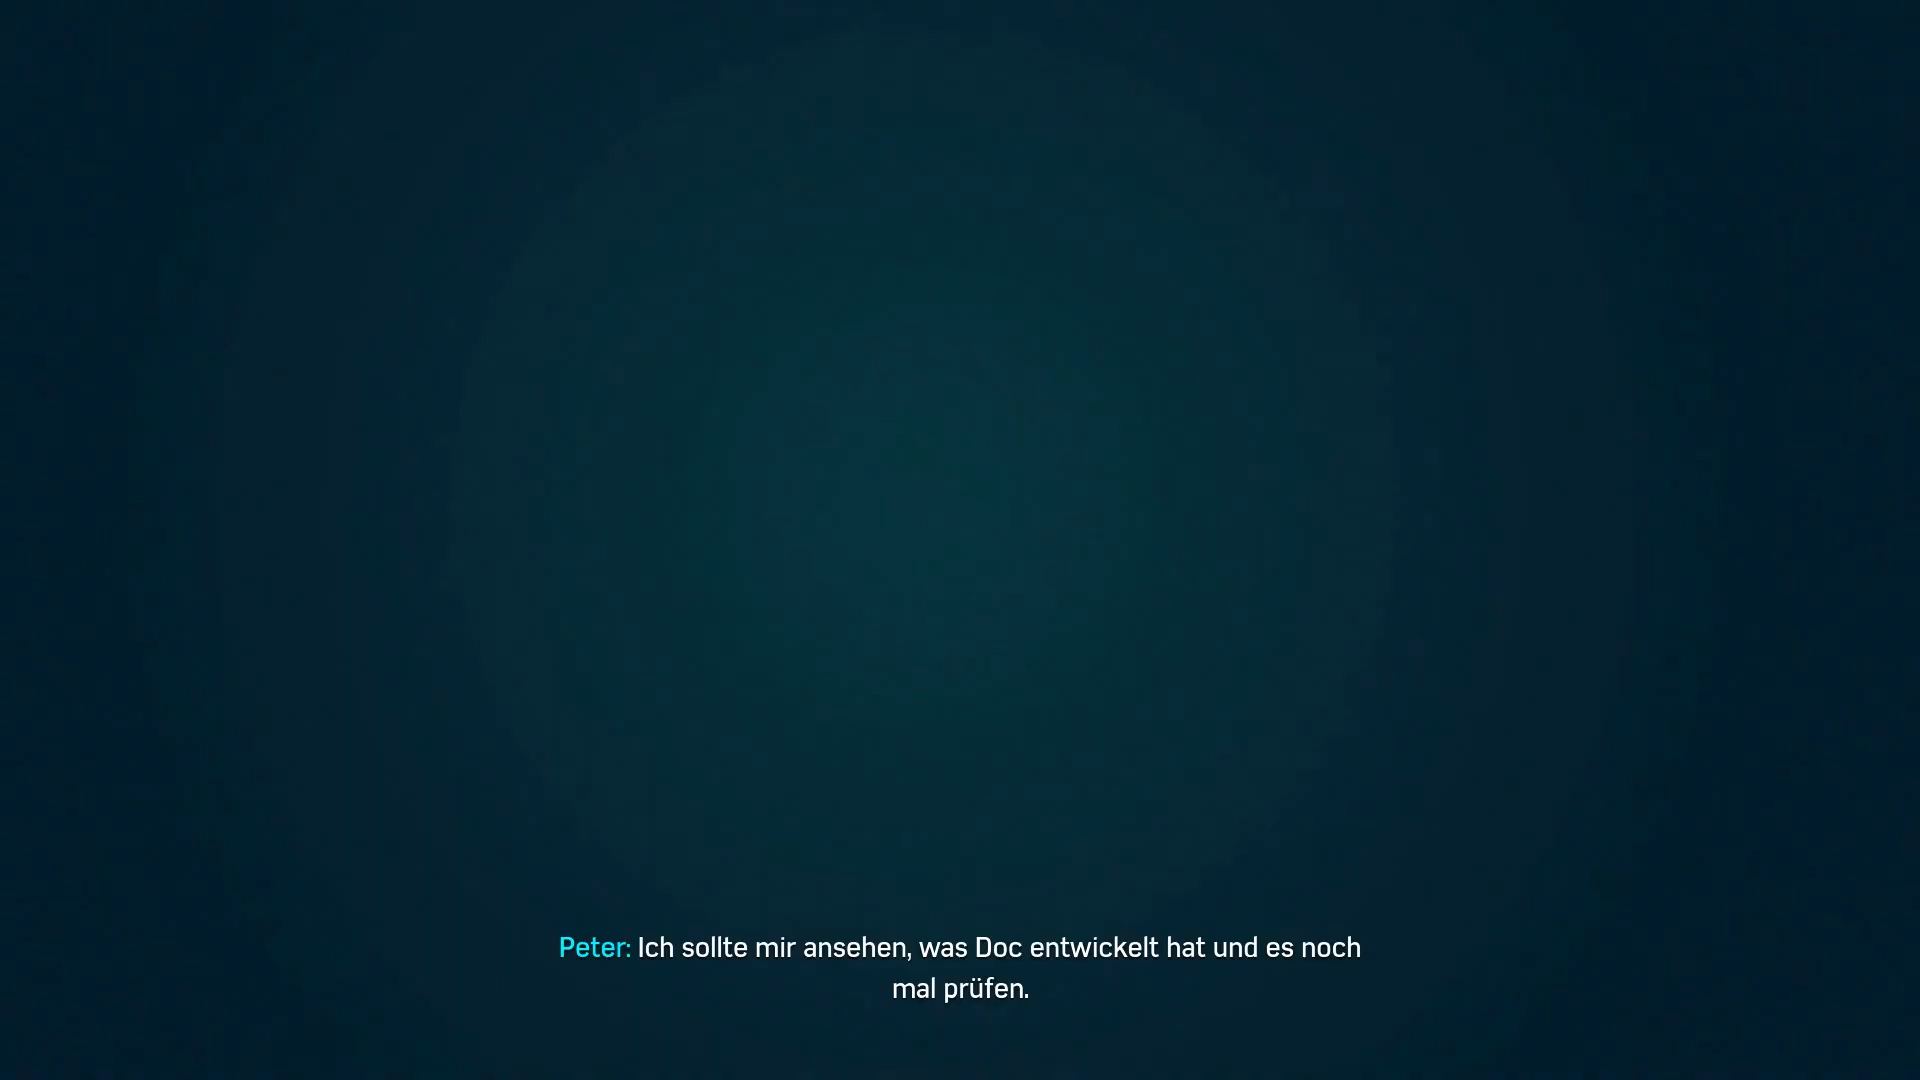 Peter: Ich sollte mir ansehen, was Doc entwickelt hat und es noch
mal prüfen.